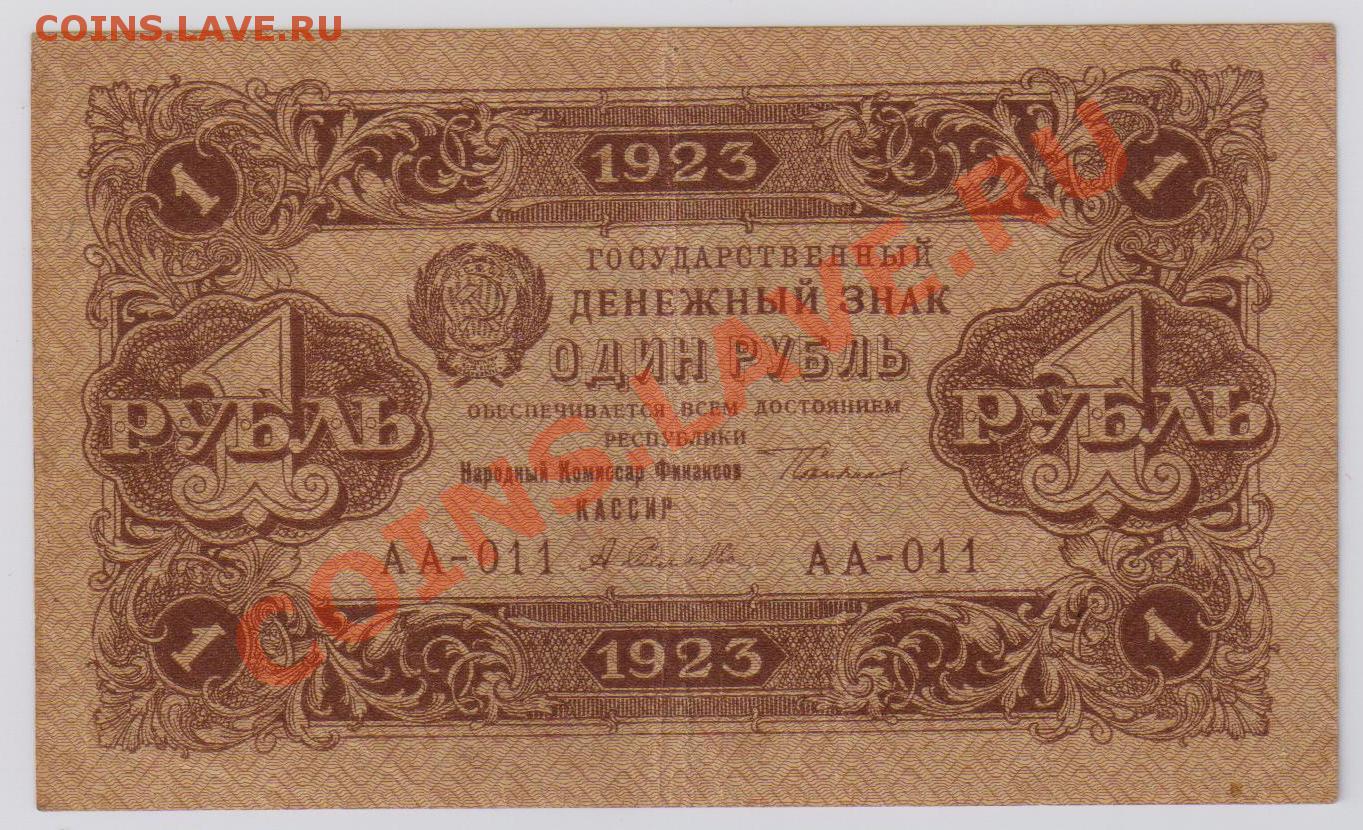 COINS.LAVE.RU
1923
1
1
ГОСУДАРСТВЕННЫЙ
ДЕНЕЖНЫЙ ЗНАК
ОДИН РУБЛЬ
ОБЕСПЕЧИВАЕТСЯ ВСЕМ ДОСТОЯНИЕМ
РЕСПУБЛИКИ
1 РУБЛЬ
1 РУБЛЬ
Народный Комиссар Финансов
КАССИР
АА-011
АА-011
1
1
1923
COINS.LAVE.RU